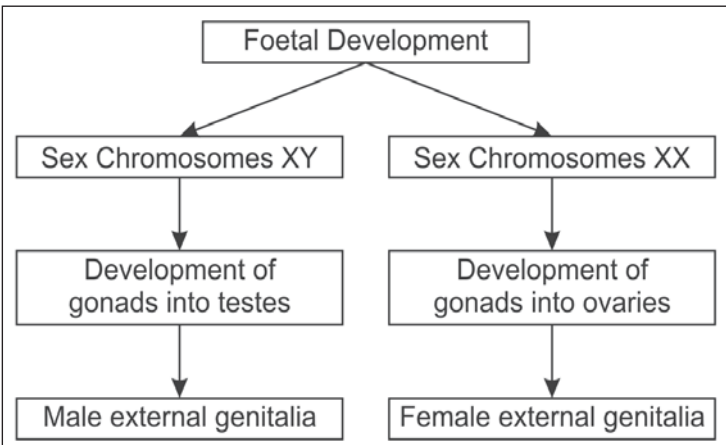 Foetal Development
Sex Chromosomes XY
Sex Chromosomes XX
Development of
gonads into testes
Development of
gonads into ovaries
Male external genitalia
Female external genitalia